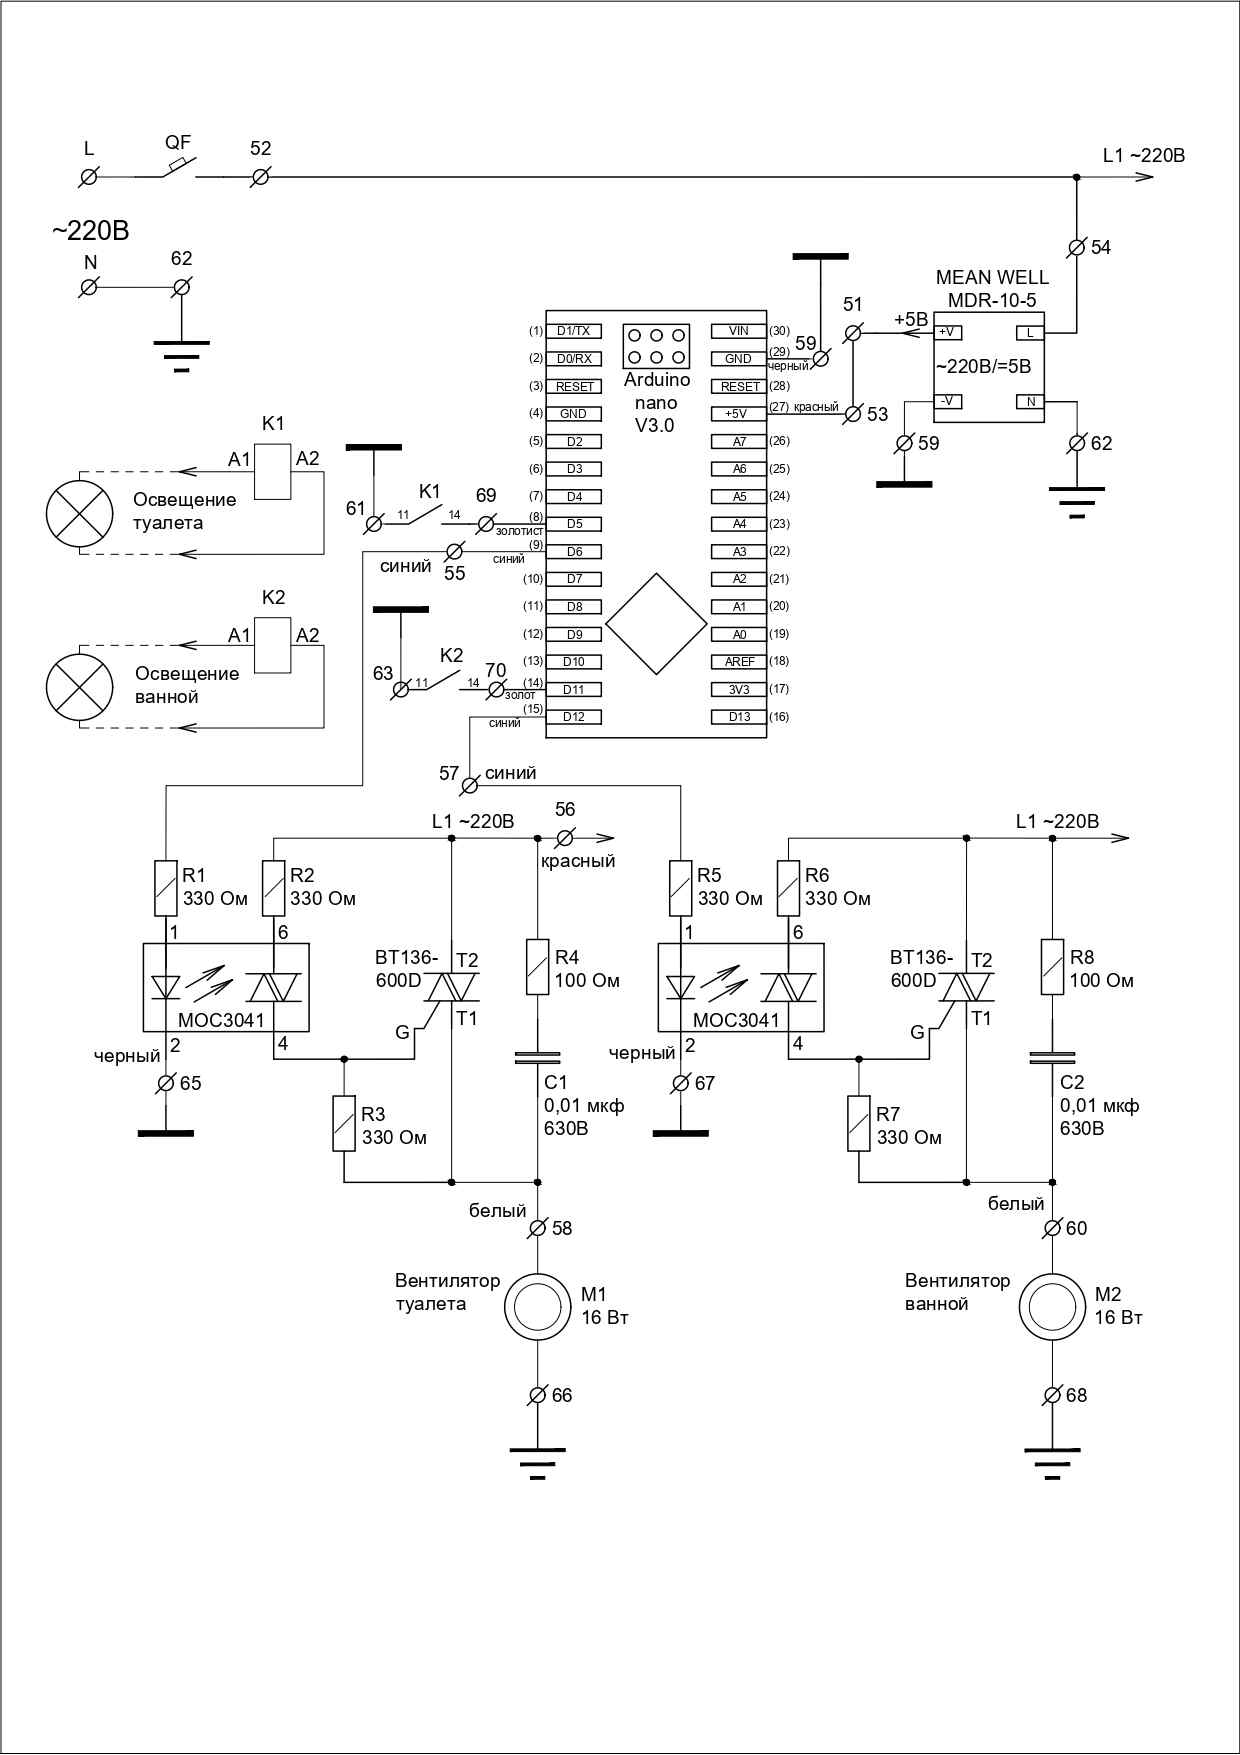 L
QF
52
L1 ~220В
~220В
N
62
54
MEAN WELL
MDR-10-5
51
+5В
+V
L
~220В/=5В
-V
N
59
62
59
53
(1) D1/TX
(2) D0/RX
(3) RESET
(4) GND
(5) D2
(6) D3
(7) D4
(8) D5
(9) D6
(10) D7
(11) D8
(12) D9
(13) D10
(14) D11
(15) D12
Arduino
nano
V3.0
VIN (30)
GND (29)
черный
RESET (28)
+5V (27) красный
A7 (26)
A6 (25)
A5 (24)
A4 (23)
A3 (22)
A2 (21)
A1 (20)
A0 (19)
AREF (18)
3V3 (17)
D13 (16)
K1
A1 A2
Освещение
туалета
K2
A1 A2
Освещение
ванной
61
11
K1
14
69
золотист
синий
55
синий
63
11
K2
14
70
золот
синий
57 синий
56
L1 ~220В
красный
R1
330 Ом
R2
330 Ом
1
6
MOC3041
2
4
черный
65
BT136-
600D
T2
T1
G
R3
330 Ом
R4
100 Ом
C1
0,01 мкф
630В
белый
58
Вентилятор
туалета
M1
16 Вт
66
L1 ~220В
R5
330 Ом
R6
330 Ом
1
6
MOC3041
2
4
черный
67
BT136-
600D
T2
T1
G
R7
330 Ом
R8
100 Ом
C2
0,01 мкф
630В
белый
60
Вентилятор
ванной
M2
16 Вт
68